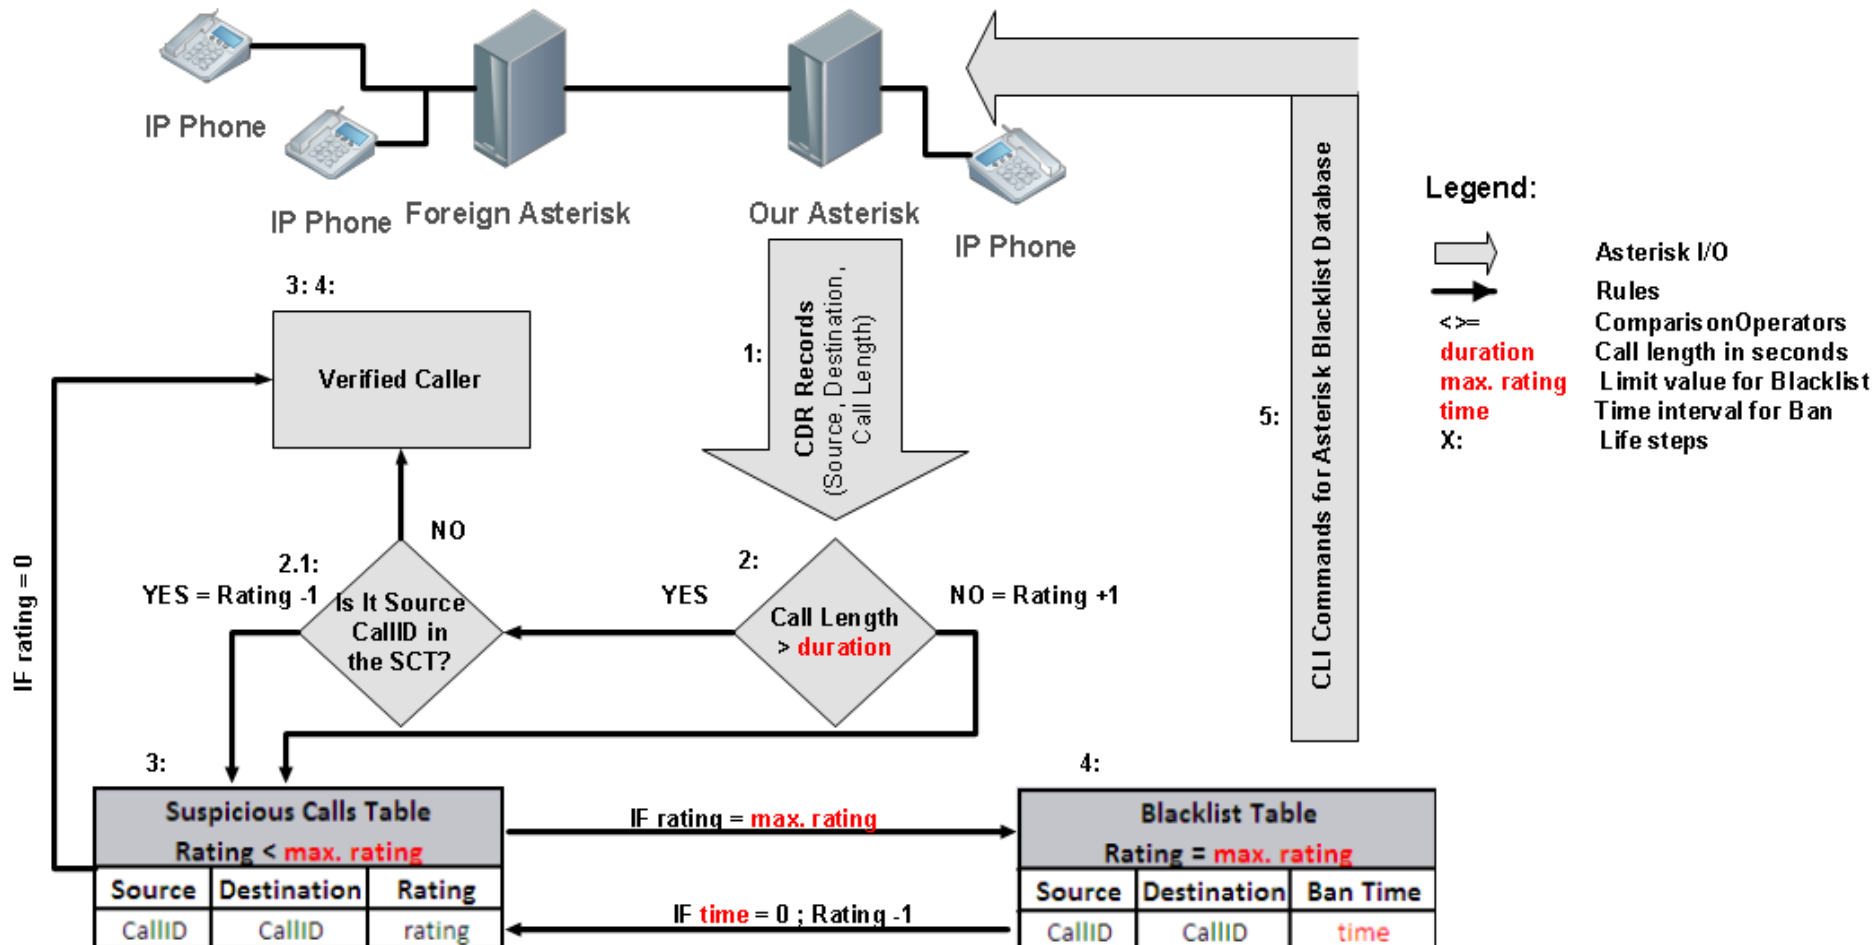 IP Phone
IP Phone
Foreign Asterisk
Our Asterisk
IP Phone
Legend:
Asterisk I/O
Rules
<>= ComparisonOperators
duration Call length in seconds
max. rating Limit value for Blacklist
time Time interval for Ban
X: Life steps
3: 4:
Verified Caller
1:
CDR Records
(Source, Destination,
Call Length)
5:
CLI Commands for Asterisk Blacklist Database
NO
2.1:
YES = Rating -1
Is It Source
CallID in
the SCT?
2:
YES
NO = Rating +1
Call Length
> duration
IF rating = 0
3:
Suspicious Calls Table
Rating < max. rating
Source Destination Rating
CallID CallID rating
IF rating = max. rating
IF time = 0 ; Rating -1
4:
Blacklist Table
Rating = max. rating
Source Destination Ban Time
CallID CallID time